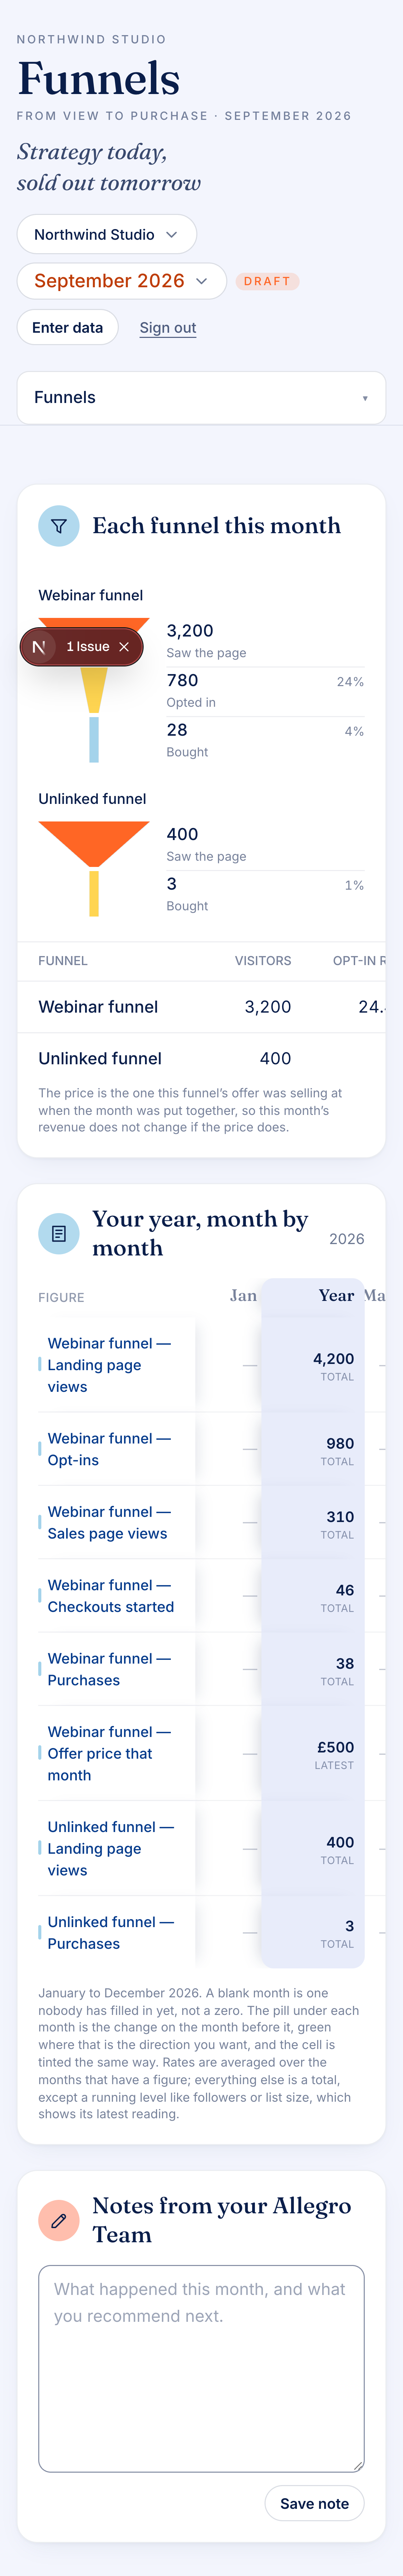 NORTHWIND STUDIO
Funnels
FROM VIEW TO PURCHASE · SEPTEMBER 2026
Strategy today,
sold out tomorrow
Northwind Studio
September 2026 DRAFT
Enter data Sign out
Funnels
Each funnel this month
Webinar funnel
3,200
Saw the page
1 Issue
780 24%
Opted in
28 4%
Bought
Unlinked funnel
400
Saw the page
3 1%
Bought
FUNNEL VISITORS OPT-IN
Webinar funnel 3,200 24.
Unlinked funnel 400
The price is the one this funnel’s offer was selling at
when the month was put together, so this month’s
revenue does not change if the price does.
Your year, month by
month 2026
FIGURE Jan Year Ma
Webinar funnel —
Landing page
views
— 4,200 —
TOTAL
Webinar funnel —
Opt-ins
— 980 —
TOTAL
Webinar funnel —
Sales page views
— 310 —
TOTAL
Webinar funnel —
Checkouts started
— 46 —
TOTAL
Webinar funnel —
Purchases
— 38 —
TOTAL
Webinar funnel —
Offer price that
month
— £500 —
LATEST
Unlinked funnel —
Landing page
views
— 400 —
TOTAL
Unlinked funnel —
Purchases
— 3 —
TOTAL
January to December 2026. A blank month is one
nobody has filled in yet, not a zero. The pill under each
month is the change on the month before it, green
where that is the direction you want, and the cell is
tinted the same way. Rates are averaged over the
months that have a figure; everything else is a total,
except a running level like followers or list size, which
shows its latest reading.
Notes from your Allegro
Team
What happened this month, and what
you recommend next.
Save note